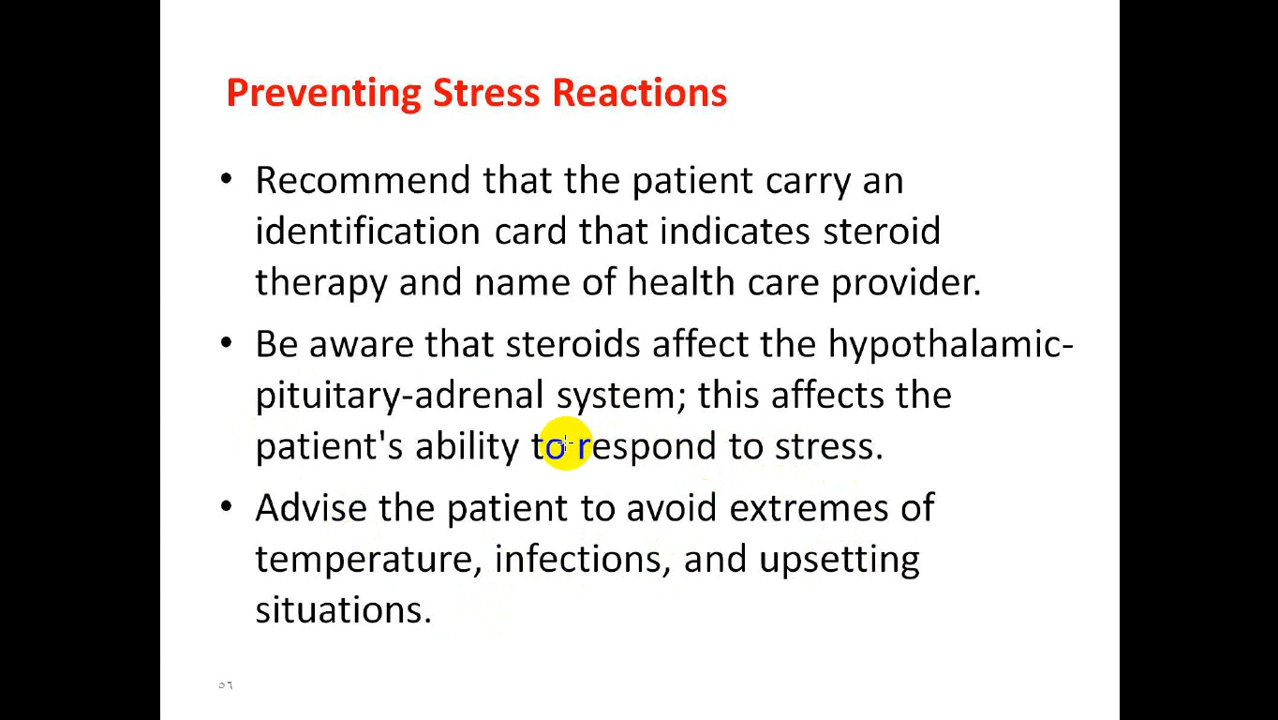 Preventing Stress Reactions
• Recommend that the patient carry an
identification card that indicates steroid
therapy and name of health care provider.
• Be aware that steroids affect the hypothalamic-
pituitary-adrenal system; this affects the
patient's ability to respond to stress.
• Advise the patient to avoid extremes of
temperature, infections, and upsetting
situations.
٥٦